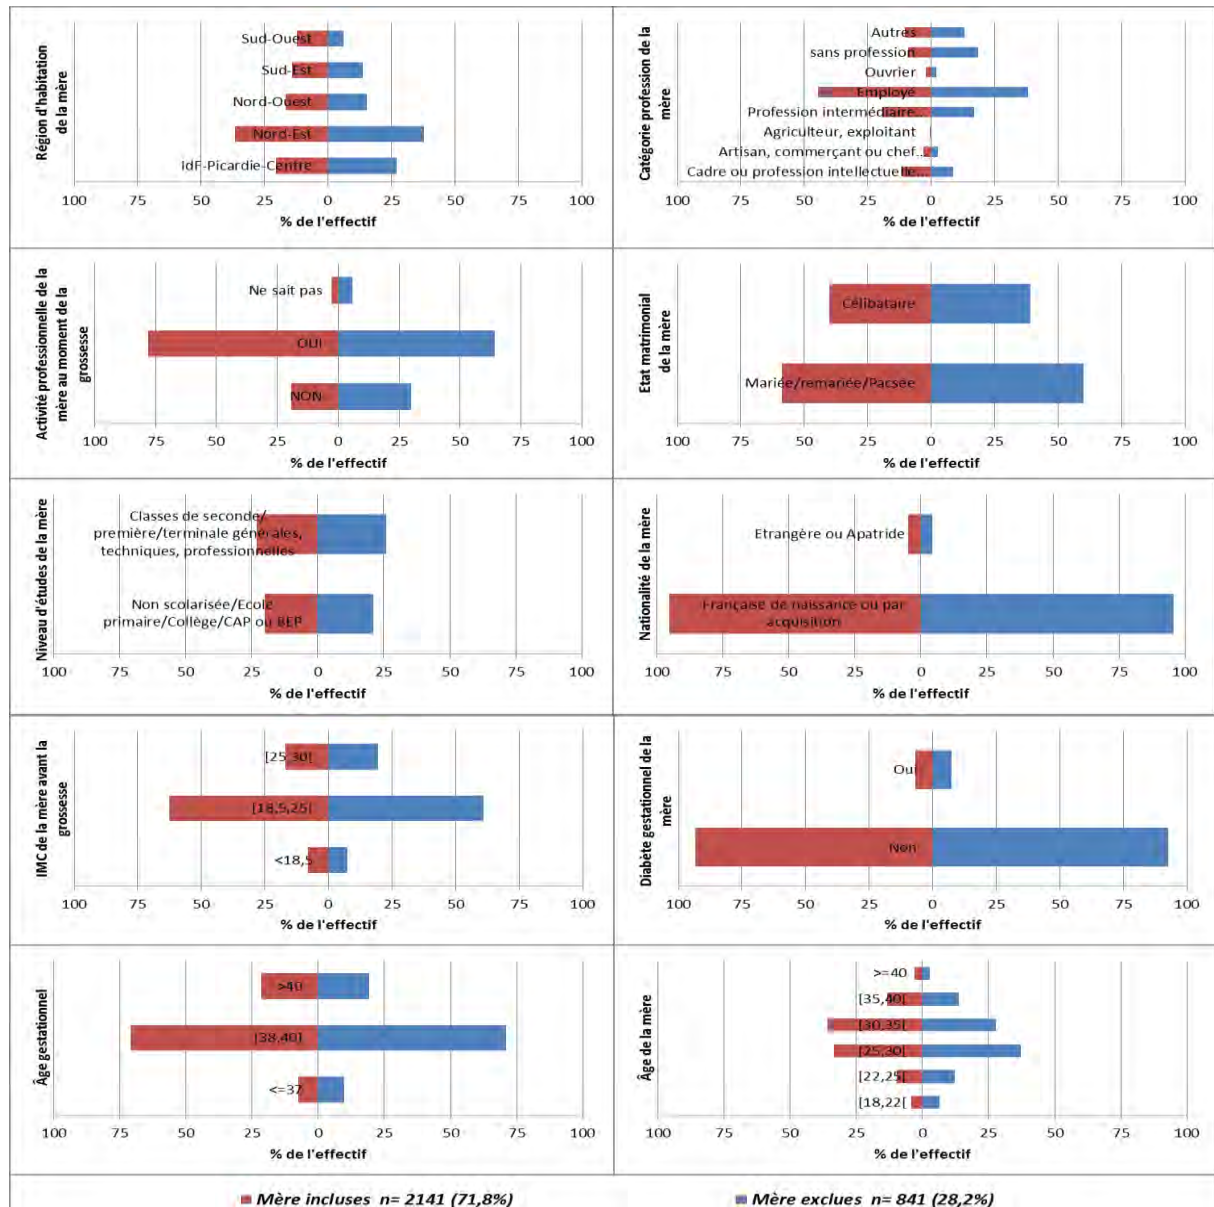 Région d'habitation
de la mère
Sud-Ouest
Sud-Est
Nord-Ouest
Nord-Est
IdF-Picardie-Centre
100 75 50 25 0 25 50 75 100
% de l'effectif
Catégorie profession de la
mère
Autres
sans profession
Ouvrier
Employé
Profession intermédiaire...
Agriculteur, exploitant
Artisan, commerçant ou chef...
Cadre ou profession intellectuelle...
100 75 50 25 0 25 50 75 100
% de l'effectif
Activité professionnelle de la
mère au moment de la
grossesse
Ne sait pas
OUI
NON
100 75 50 25 0 25 50 75 100
% de l'effectif
Etat matrimonial
de la mère
Célibataire
Mariée/remariée/Pacsée
100 75 50 25 0 25 50 75 100
% de l'effectif
Niveau d'études de la mère
Classes de seconde/
première/terminale générales,
techniques, professionnelles
Non scolarisée/Ecole
primaire/Collège/CAP ou BEP
100 75 50 25 0 25 50 75 100
% de l'effectif
Nationalité de la mère
Etrangère ou Apatride
Française de naissance ou par
acquisition
100 75 50 25 0 25 50 75 100
% de l'effectif
IMC de la mère avant la
grossesse
[25,30[
[18,5,25[
<18,5
100 75 50 25 0 25 50 75 100
% de l'effectif
Diabète gestationnel de la
mère
Oui
Non
100 75 50 25 0 25 50 75 100
% de l'effectif
Âge gestationnel
>40
[38,40]
<=37
100 75 50 25 0 25 50 75 100
% de l'effectif
Âge de la mère
>=40
[35,40[
[30,35[
[25,30[
[22,25[
[18,22[
100 75 50 25 0 25 50 75 100
% de l'effectif
Mère incluses n= 2141 (71,8%)
Mère exclues n= 841 (28,2%)